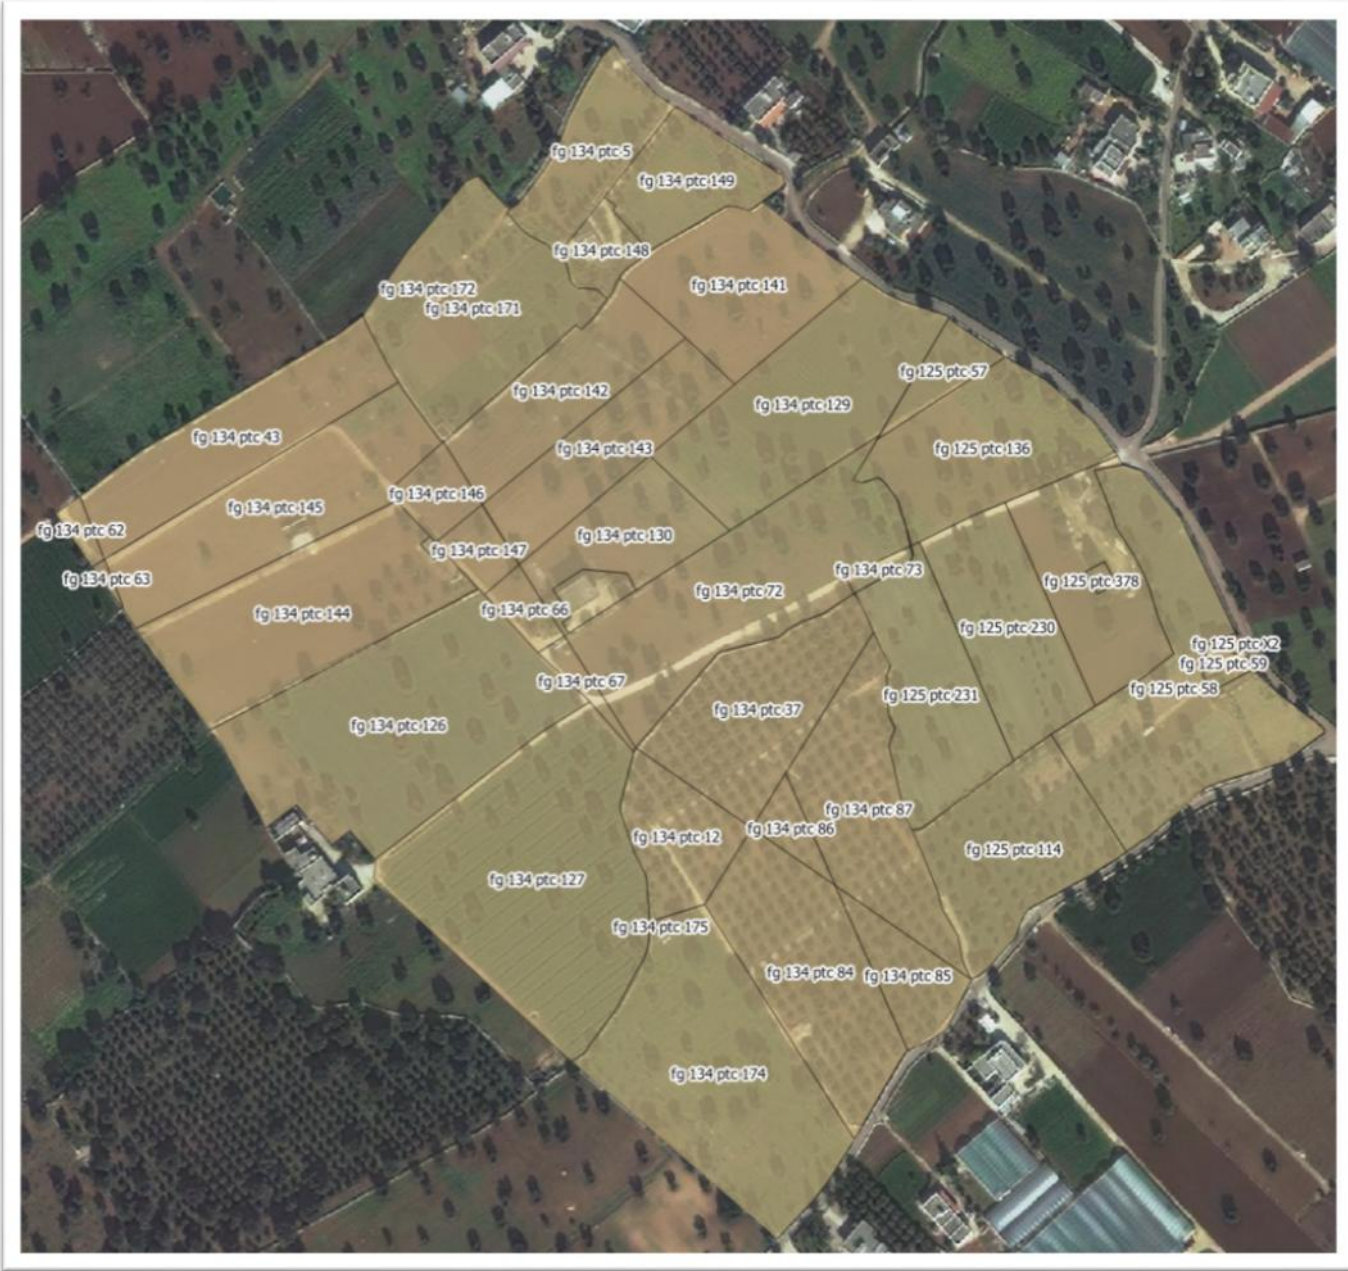 fg 134 ptc 5
fg 134 ptc 149
fg 134 ptc 148
fg 134 ptc 172
fg 134 ptc 141
fg 134 ptc 171
fg 125 ptc 57
fg 134 ptc 142
fg 134 ptc 129
fg 134 ptc 43
fg 134 ptc 143
fg 125 ptc 136
fg 134 ptc 146
fg 134 ptc 145
fg 134 ptc 62
fg 134 ptc 130
fg 134 ptc 147
fg 134 ptc 73
fg 134 ptc 63
fg 125 ptc 378
fg 134 ptc 72
fg 134 ptc 66
fg 134 ptc 144
fg 125 ptc 230
fg 125 ptc X2
fg 125 ptc 59
fg 134 ptc 67
fg 125 ptc 58
fg 125 ptc 231
fg 134 ptc 37
fg 134 ptc 126
fg 134 ptc 87
fg 134 ptc 86
fg 134 ptc 12
fg 125 ptc 114
fg 134 ptc 127
fg 134 ptc 175
fg 134 ptc 84
fg 134 ptc 85
fg 134 ptc 174